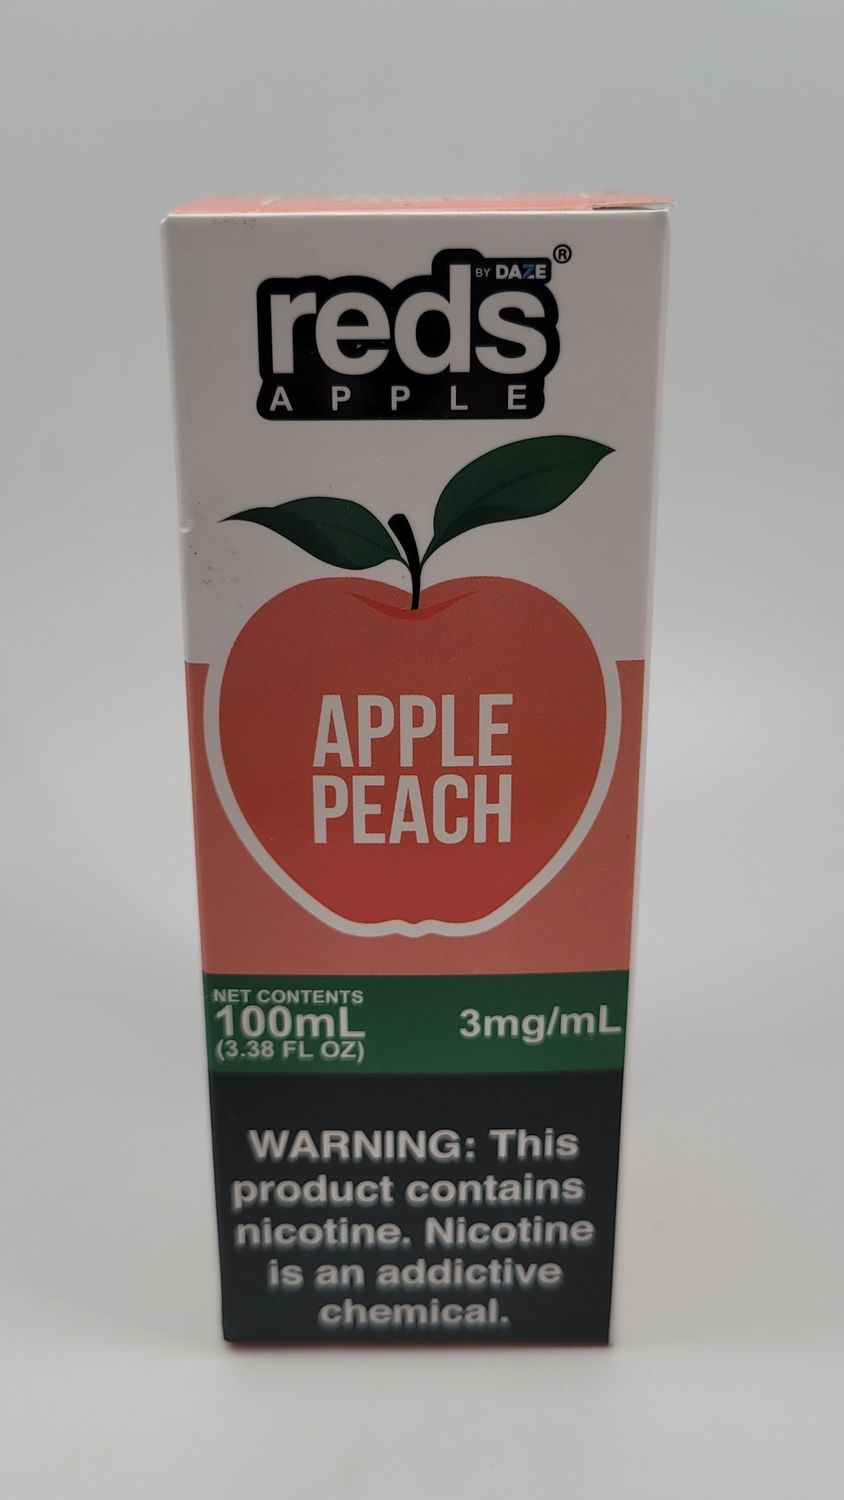 BY DAZE®
reds
APPLE
APPLE
PEACH
NET CONTENTS
100mL
(3.38 FL OZ)
3mg/mL
WARNING: This
product contains
nicotine. Nicotine
is an addictive
chemical.